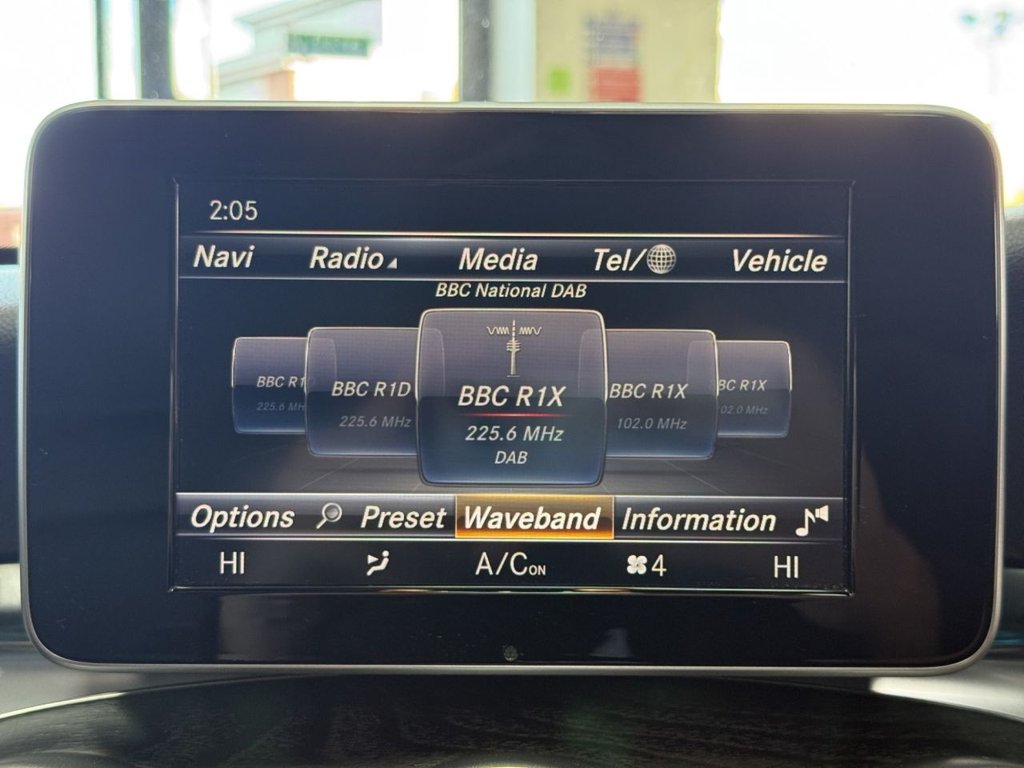 2:05
Navi Radio Media Tel/ Vehicle
BBC National DAB
BBC R1 BBC R1D BBC R1X BBC R1X BC R1X
225.6 MH 225.6 MHz 225.6 MHz 102.0 MHz 02.0 MHz
DAB
Options Preset Waveband Information
HI A/C ON 4 HI